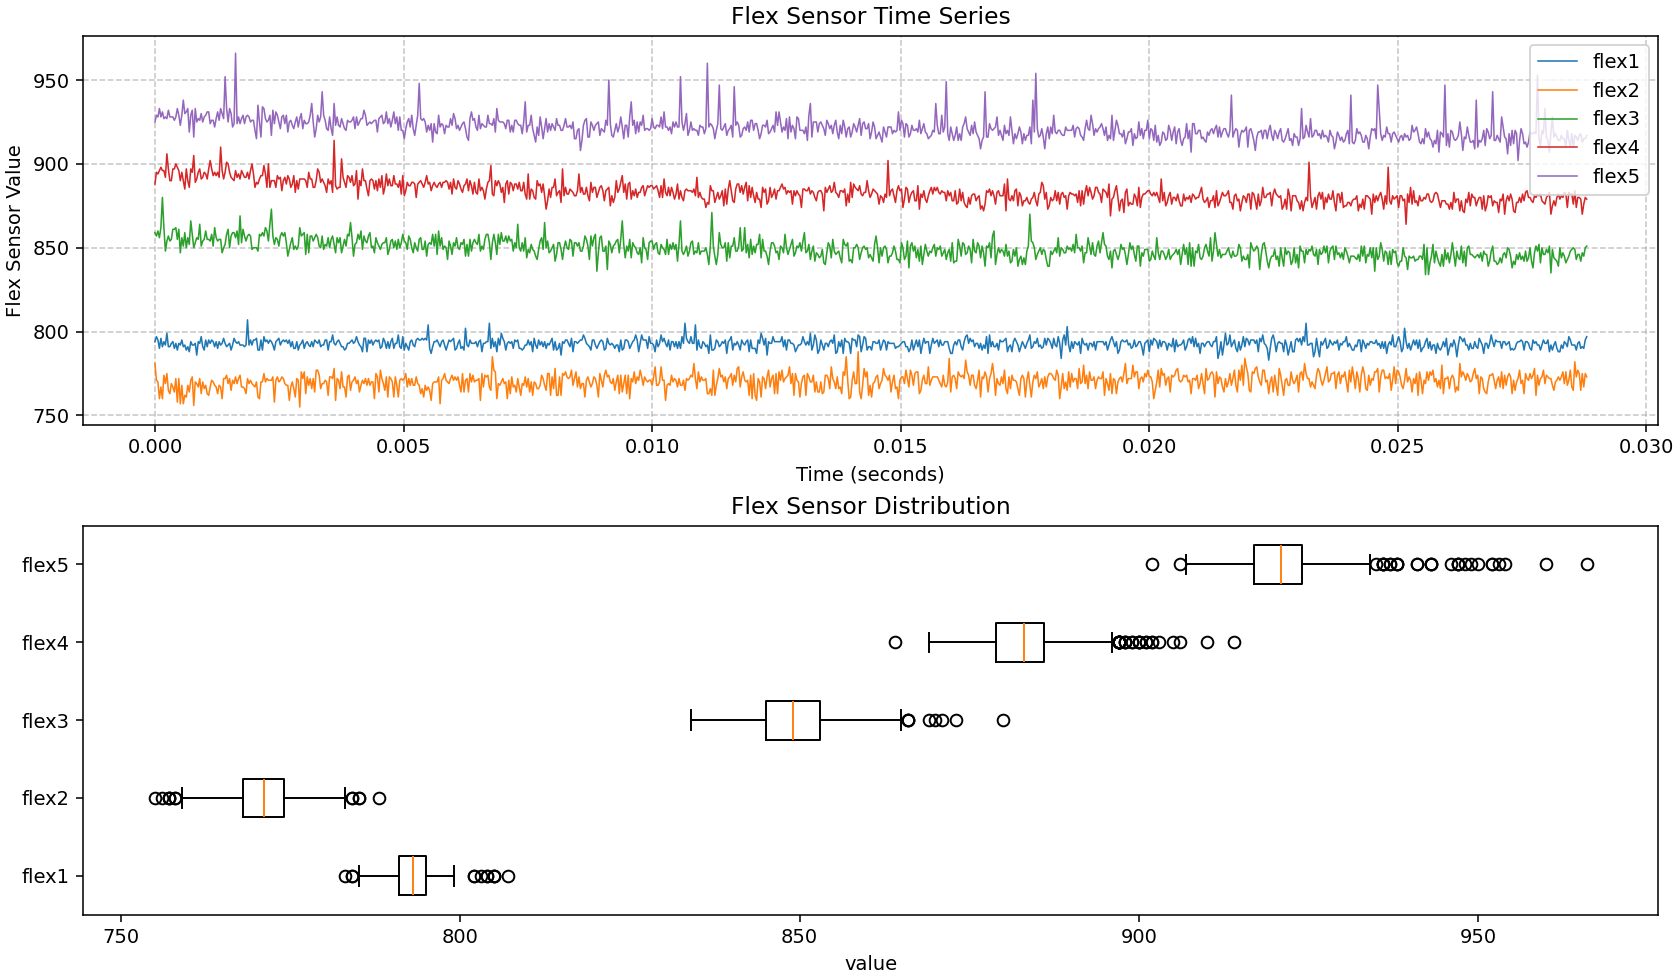 Flex Sensor Time Series
Flex Sensor Value
950
900
850
800
750
flex1
flex2
flex3
flex4
flex5
0.000 0.005 0.010 0.015 0.020 0.025 0.030
Time (seconds)
Flex Sensor Distribution
flex5
flex4
flex3
flex2
flex1
750 800 850 900 950
value